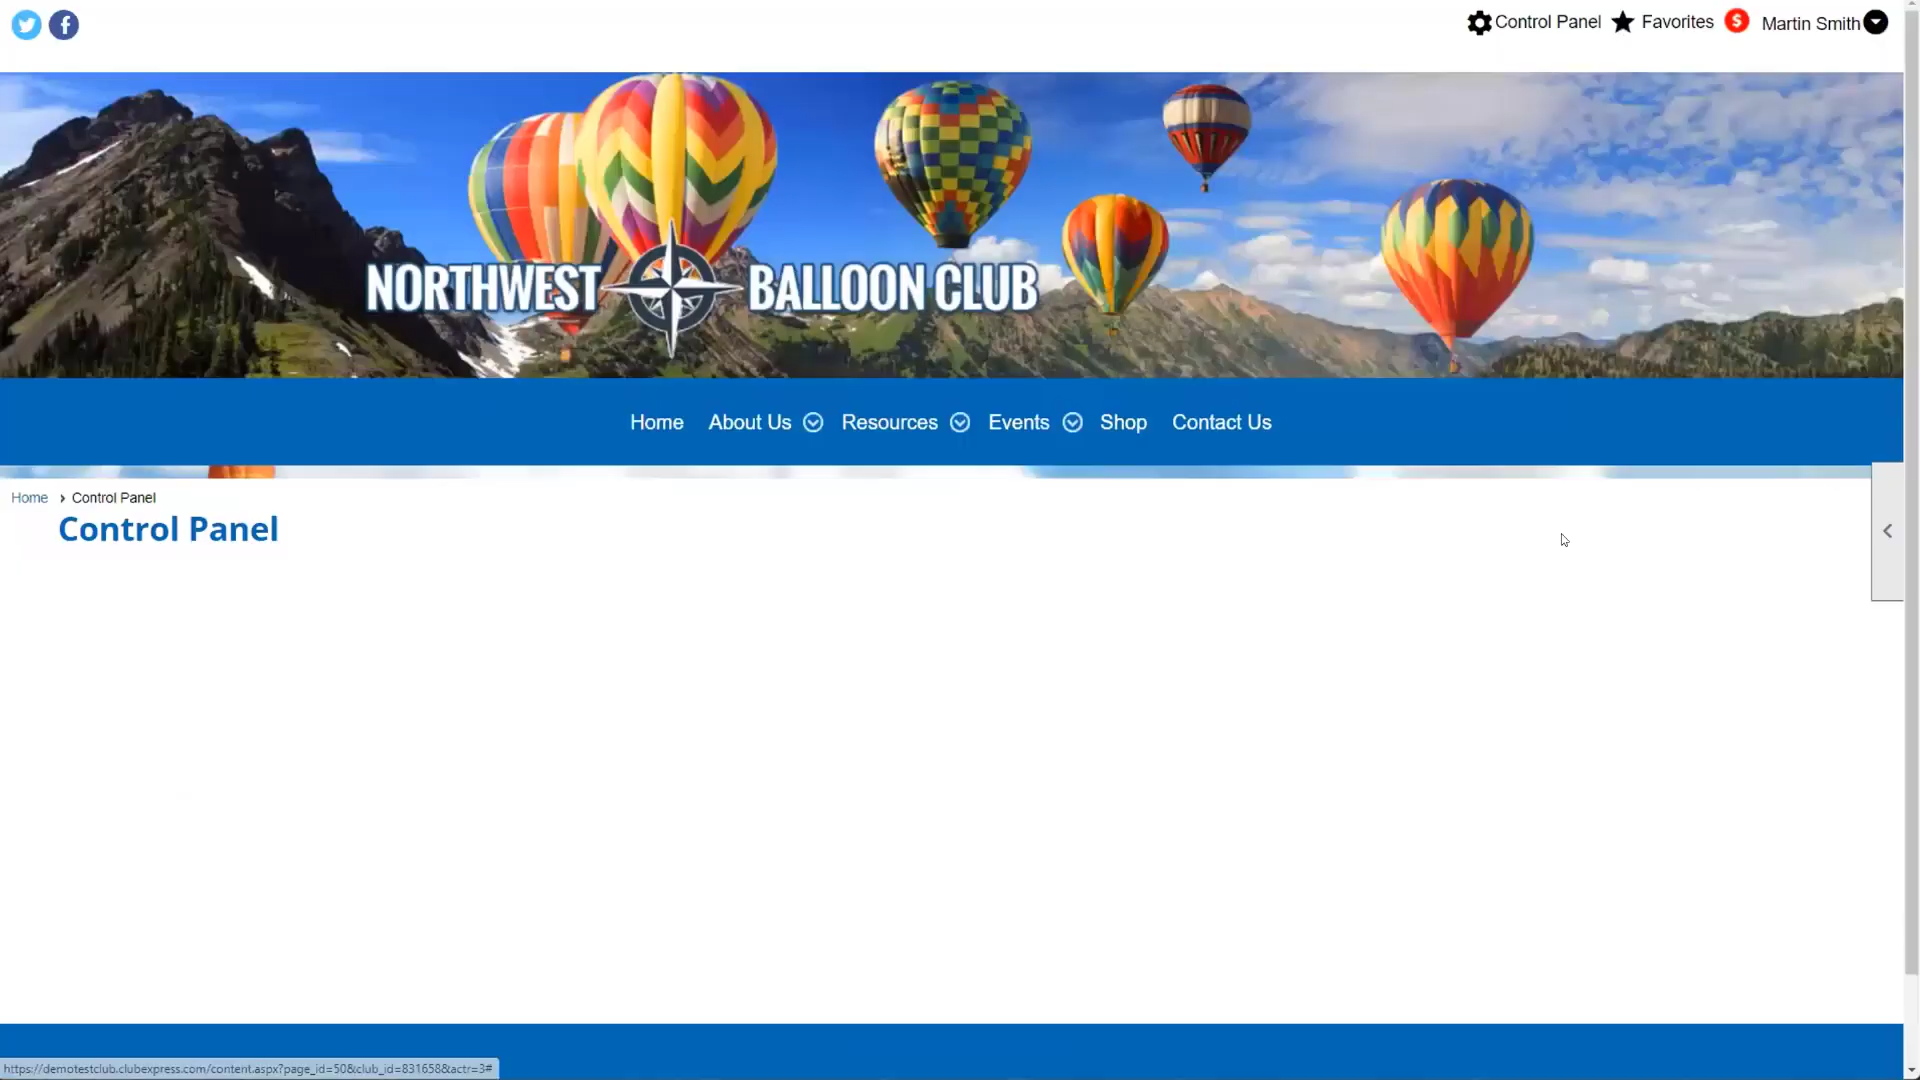 Control Panel Favorites $ Martin Smith
NORTHWEST BALLOON CLUB
Home About Us Resources Events Shop Contact Us
Home › Control Panel
Control Panel
https://demotestclub.clubexpress.com/content.aspx?page_id=50&club_id=831658&actr=3#